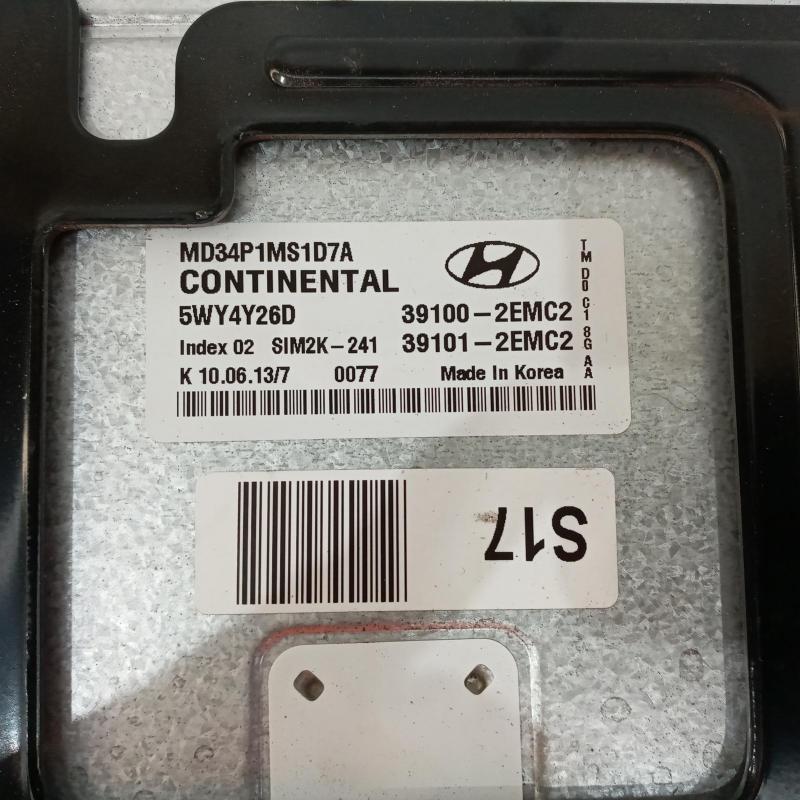 MD34P1MS1D7A
CONTINENTAL
5WY4Y26D 39100-2EMC2
Index 02 SIM2K-241 39101-2EMC2
K 10.06.13/7 0077 Made In Korea
TM D0 C1 8G AA
S17